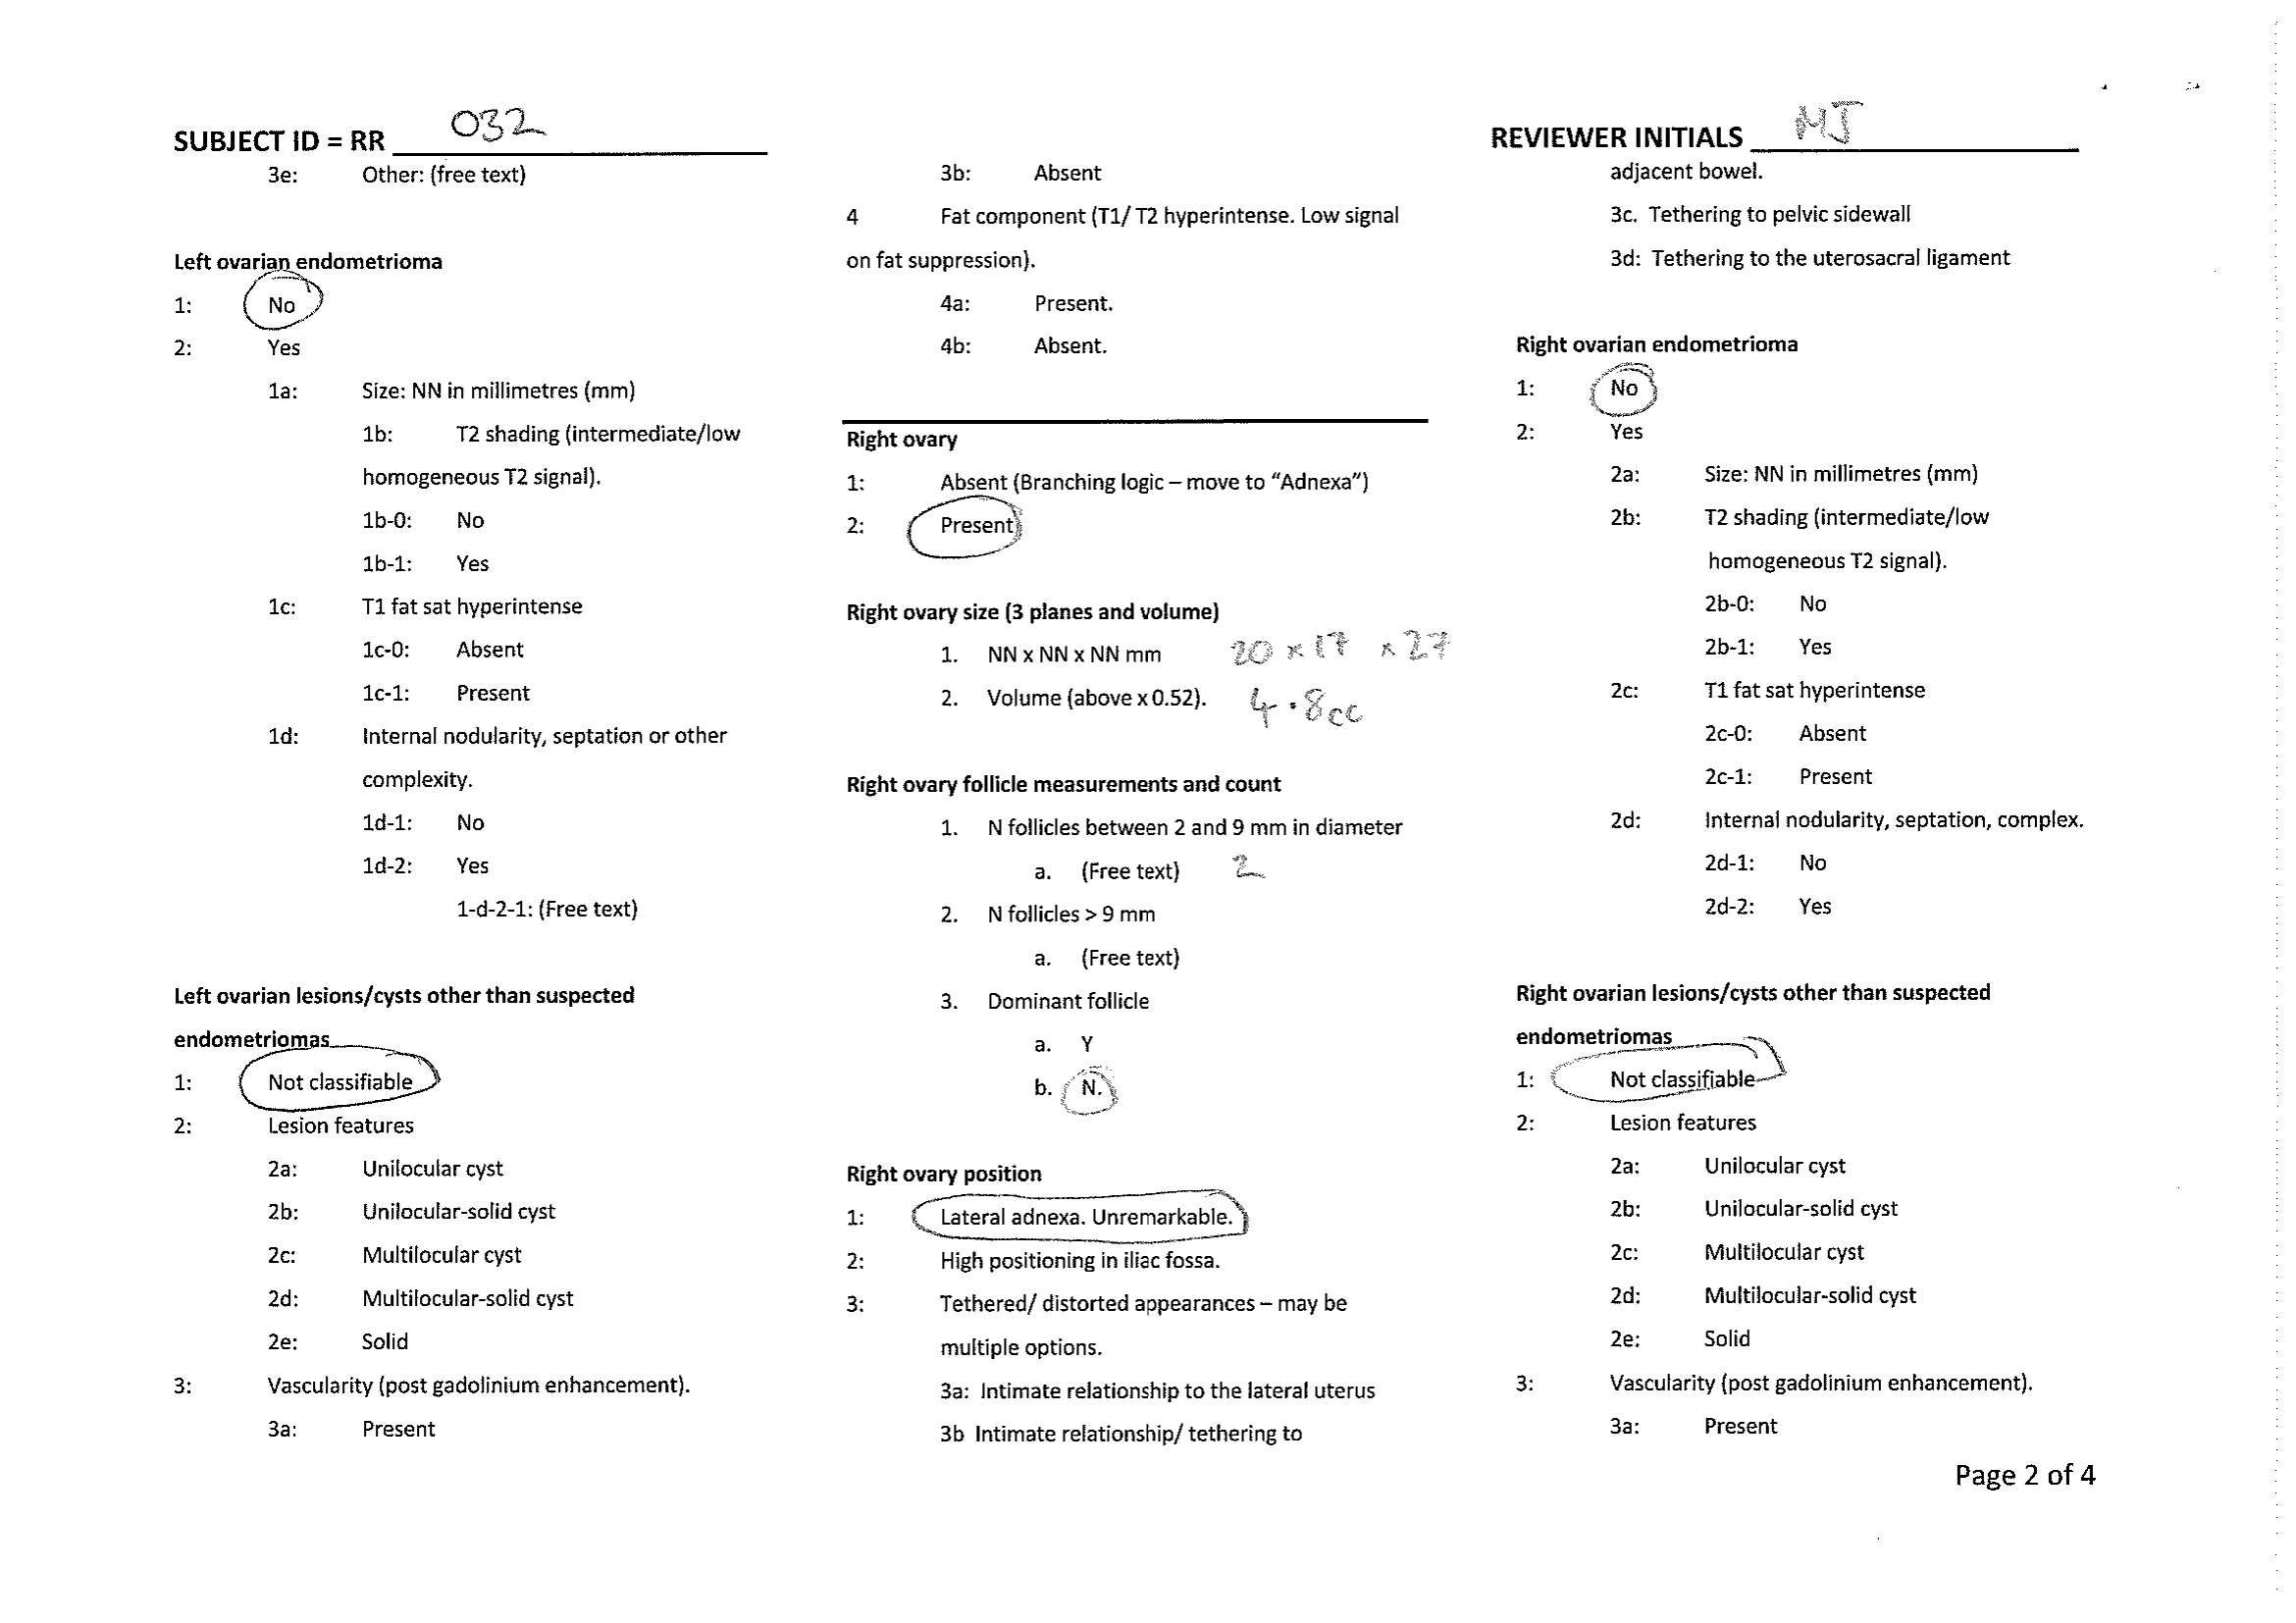 SUBJECT ID = RR 032
3e: Other: (free text)
Left ovarian endometrioma
1: No
2: Yes
1a: Size: NN in millimetres (mm)
1b: T2 shading (intermediate/low
homogeneous T2 signal).
1b-0: No
1b-1: Yes
1c: T1 fat sat hyperintense
1c-0: Absent
1c-1: Present
1d: Internal nodularity, septation or other
complexity.
1d-1: No
1d-2: Yes
1-d-2-1: (Free text)
Left ovarian lesions/cysts other than suspected
endometriomas
1: Not classifiable
2: Lesion features
2a: Unilocular cyst
2b: Unilocular-solid cyst
2c: Multilocular cyst
2d: Multilocular-solid cyst
2e: Solid
3: Vascularity (post gadolinium enhancement).
3a: Present
3b: Absent
4 Fat component (T1/ T2 hyperintense. Low signal
on fat suppression).
4a: Present.
4b: Absent.
Right ovary
1: Absent (Branching logic – move to “Adnexa”)
2: Present
Right ovary size (3 planes and volume)
1. NN x NN x NN mm 20 x 17 x 27
2. Volume (above x 0.52). 4.8cc
Right ovary follicle measurements and count
1. N follicles between 2 and 9 mm in diameter
a. (Free text) 2
2. N follicles > 9 mm
a. (Free text)
3. Dominant follicle
a. Y
b. N.
Right ovary position
1: Lateral adnexa. Unremarkable.
2: High positioning in iliac fossa.
3: Tethered/ distorted appearances – may be
multiple options.
3a: Intimate relationship to the lateral uterus
3b Intimate relationship/ tethering to
REVIEWER INITIALS MJ
adjacent bowel.
3c. Tethering to pelvic sidewall
3d: Tethering to the uterosacral ligament
Right ovarian endometrioma
1: No
2: Yes
2a: Size: NN in millimetres (mm)
2b: T2 shading (intermediate/low
homogeneous T2 signal).
2b-0: No
2b-1: Yes
2c: T1 fat sat hyperintense
2c-0: Absent
2c-1: Present
2d: Internal nodularity, septation, complex.
2d-1: No
2d-2: Yes
Right ovarian lesions/cysts other than suspected
endometriomas
1: Not classifiable
2: Lesion features
2a: Unilocular cyst
2b: Unilocular-solid cyst
2c: Multilocular cyst
2d: Multilocular-solid cyst
2e: Solid
3: Vascularity (post gadolinium enhancement).
3a: Present
Page 2 of 4